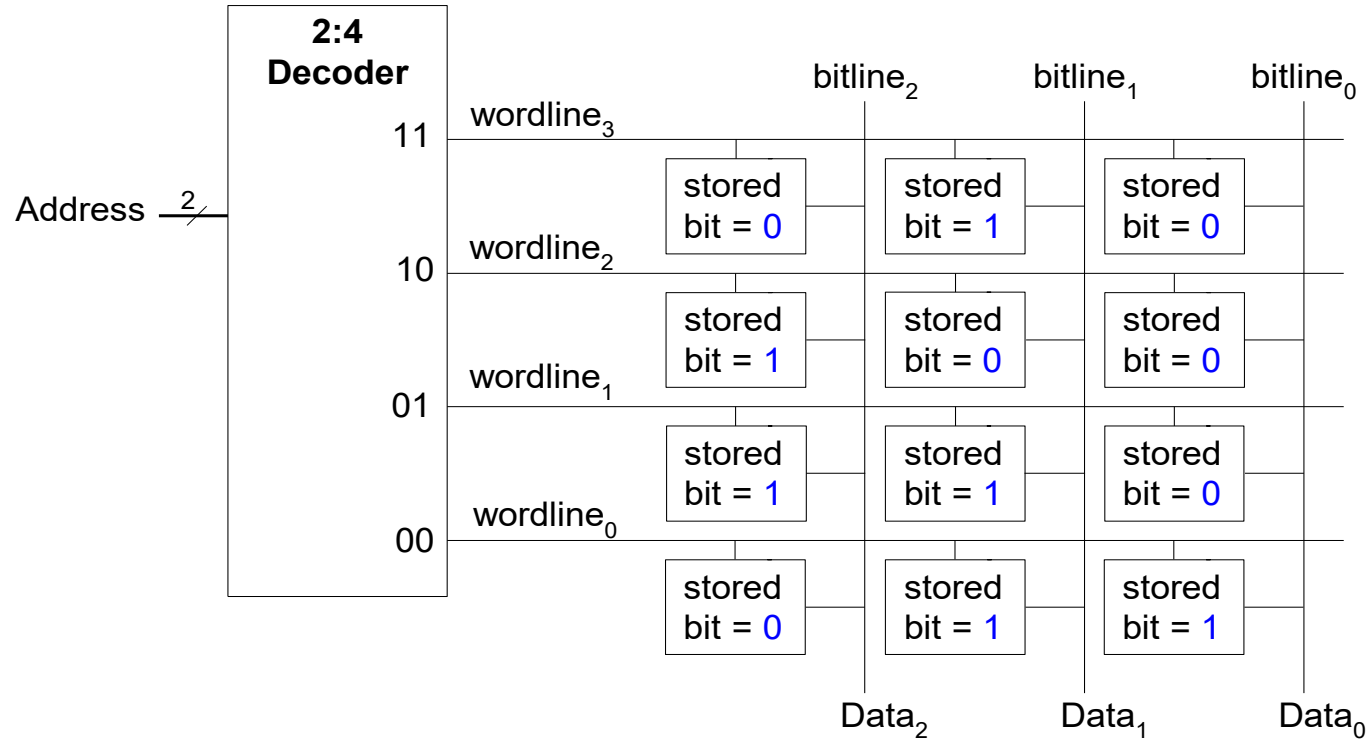 2:4
Decoder
bitline₂ bitline₁ bitline₀
wordline₃
11
stored stored stored
bit = 0 bit = 1 bit = 0
Address 2
wordline₂
10
stored stored stored
bit = 1 bit = 0 bit = 0
wordline₁
01
stored stored stored
bit = 1 bit = 1 bit = 0
wordline₀
00
stored stored stored
bit = 0 bit = 1 bit = 1
Data₂ Data₁ Data₀